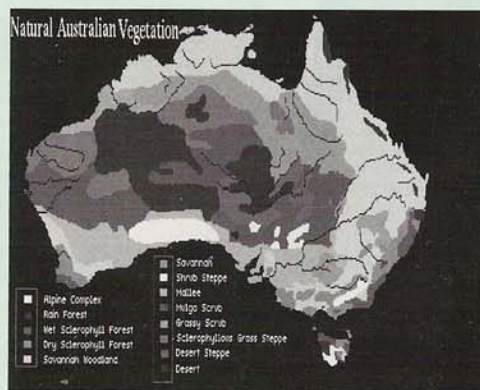 Natural Australian Vegetation
Alpine Complex
Rain Forest
Wet Sclerophyll Forest
Dry Sclerophyll Forest
Savannah Woodland
Savannah
Shrub Steppe
Mallee
Mulga Scrub
Grassy Scrub
Sclerophyllous Grass Steppe
Desert Steppe
Desert